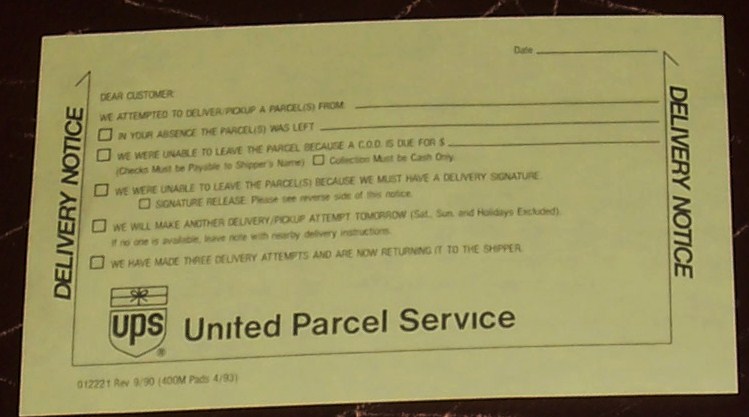 Date
DELIVERY NOTICE
DEAR CUSTOMER:
WE ATTEMPTED TO DELIVER/PICKUP A PARCEL(S) FROM:
IN YOUR ABSENCE THE PARCEL(S) WAS LEFT
WE WERE UNABLE TO LEAVE THE PARCEL BECAUSE A C.O.D. IS DUE FOR $
(Checks Must be Payable to Shipper's Name) Collection Must be Cash Only.
WE WERE UNABLE TO LEAVE THE PARCEL(S) BECAUSE WE MUST HAVE A DELIVERY SIGNATURE.
SIGNATURE RELEASE: Please see reverse side of this notice.
WE WILL MAKE ANOTHER DELIVERY/PICKUP ATTEMPT TOMORROW (Sat., Sun. and Holidays Excluded).
If no one is available, leave note with nearby delivery instructions.
WE HAVE MADE THREE DELIVERY ATTEMPTS AND ARE NOW RETURNING IT TO THE SHIPPER.
DELIVERY NOTICE
ups ® United Parcel Service
012221 Rev 9/90 (400M Pads 4/93)